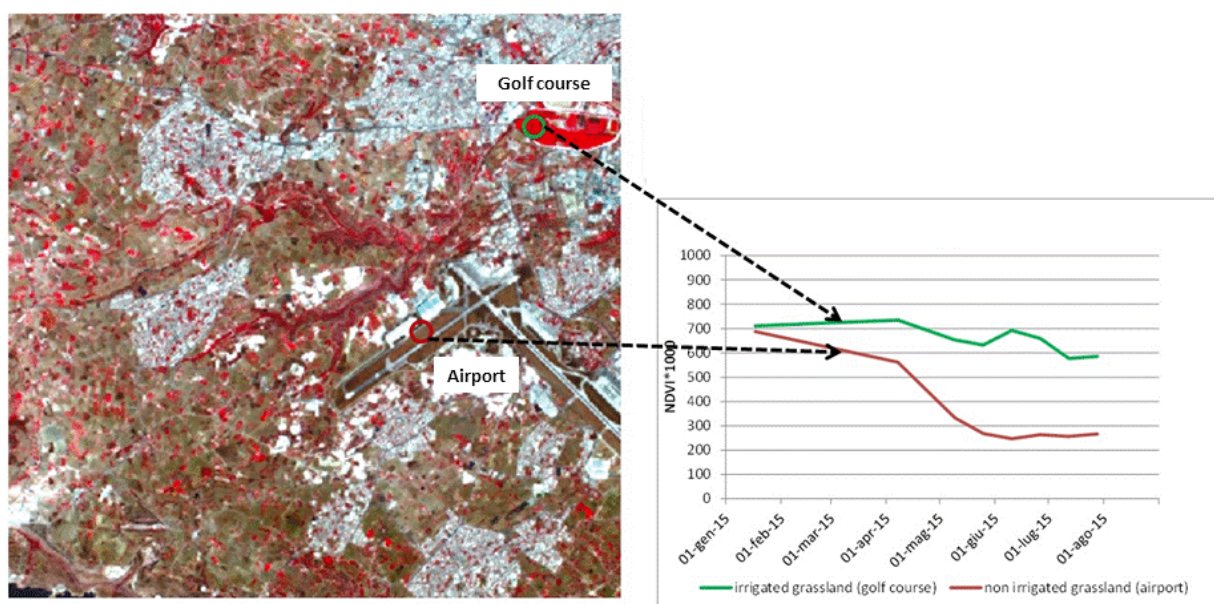 Golf course
Airport
NDVI*1000
1000
900
800
700
600
500
400
300
200
100
0
01-gen-15
01-feb-15
01-mar-15
01-apr-15
01-mag-15
01-giu-15
01-lug-15
01-ago-15
irrigated grassland (golf course)
non irrigated grassland (airport)